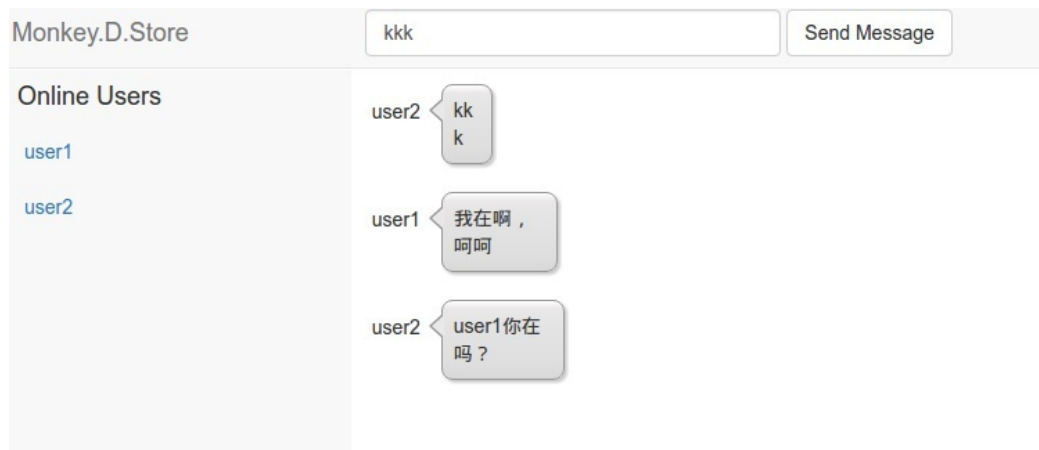 Monkey.D.Store
kkk
Send Message
Online Users
user1
user2
user2
kk
k
user1
我在啊，
呵呵
user2
user1你在
吗？